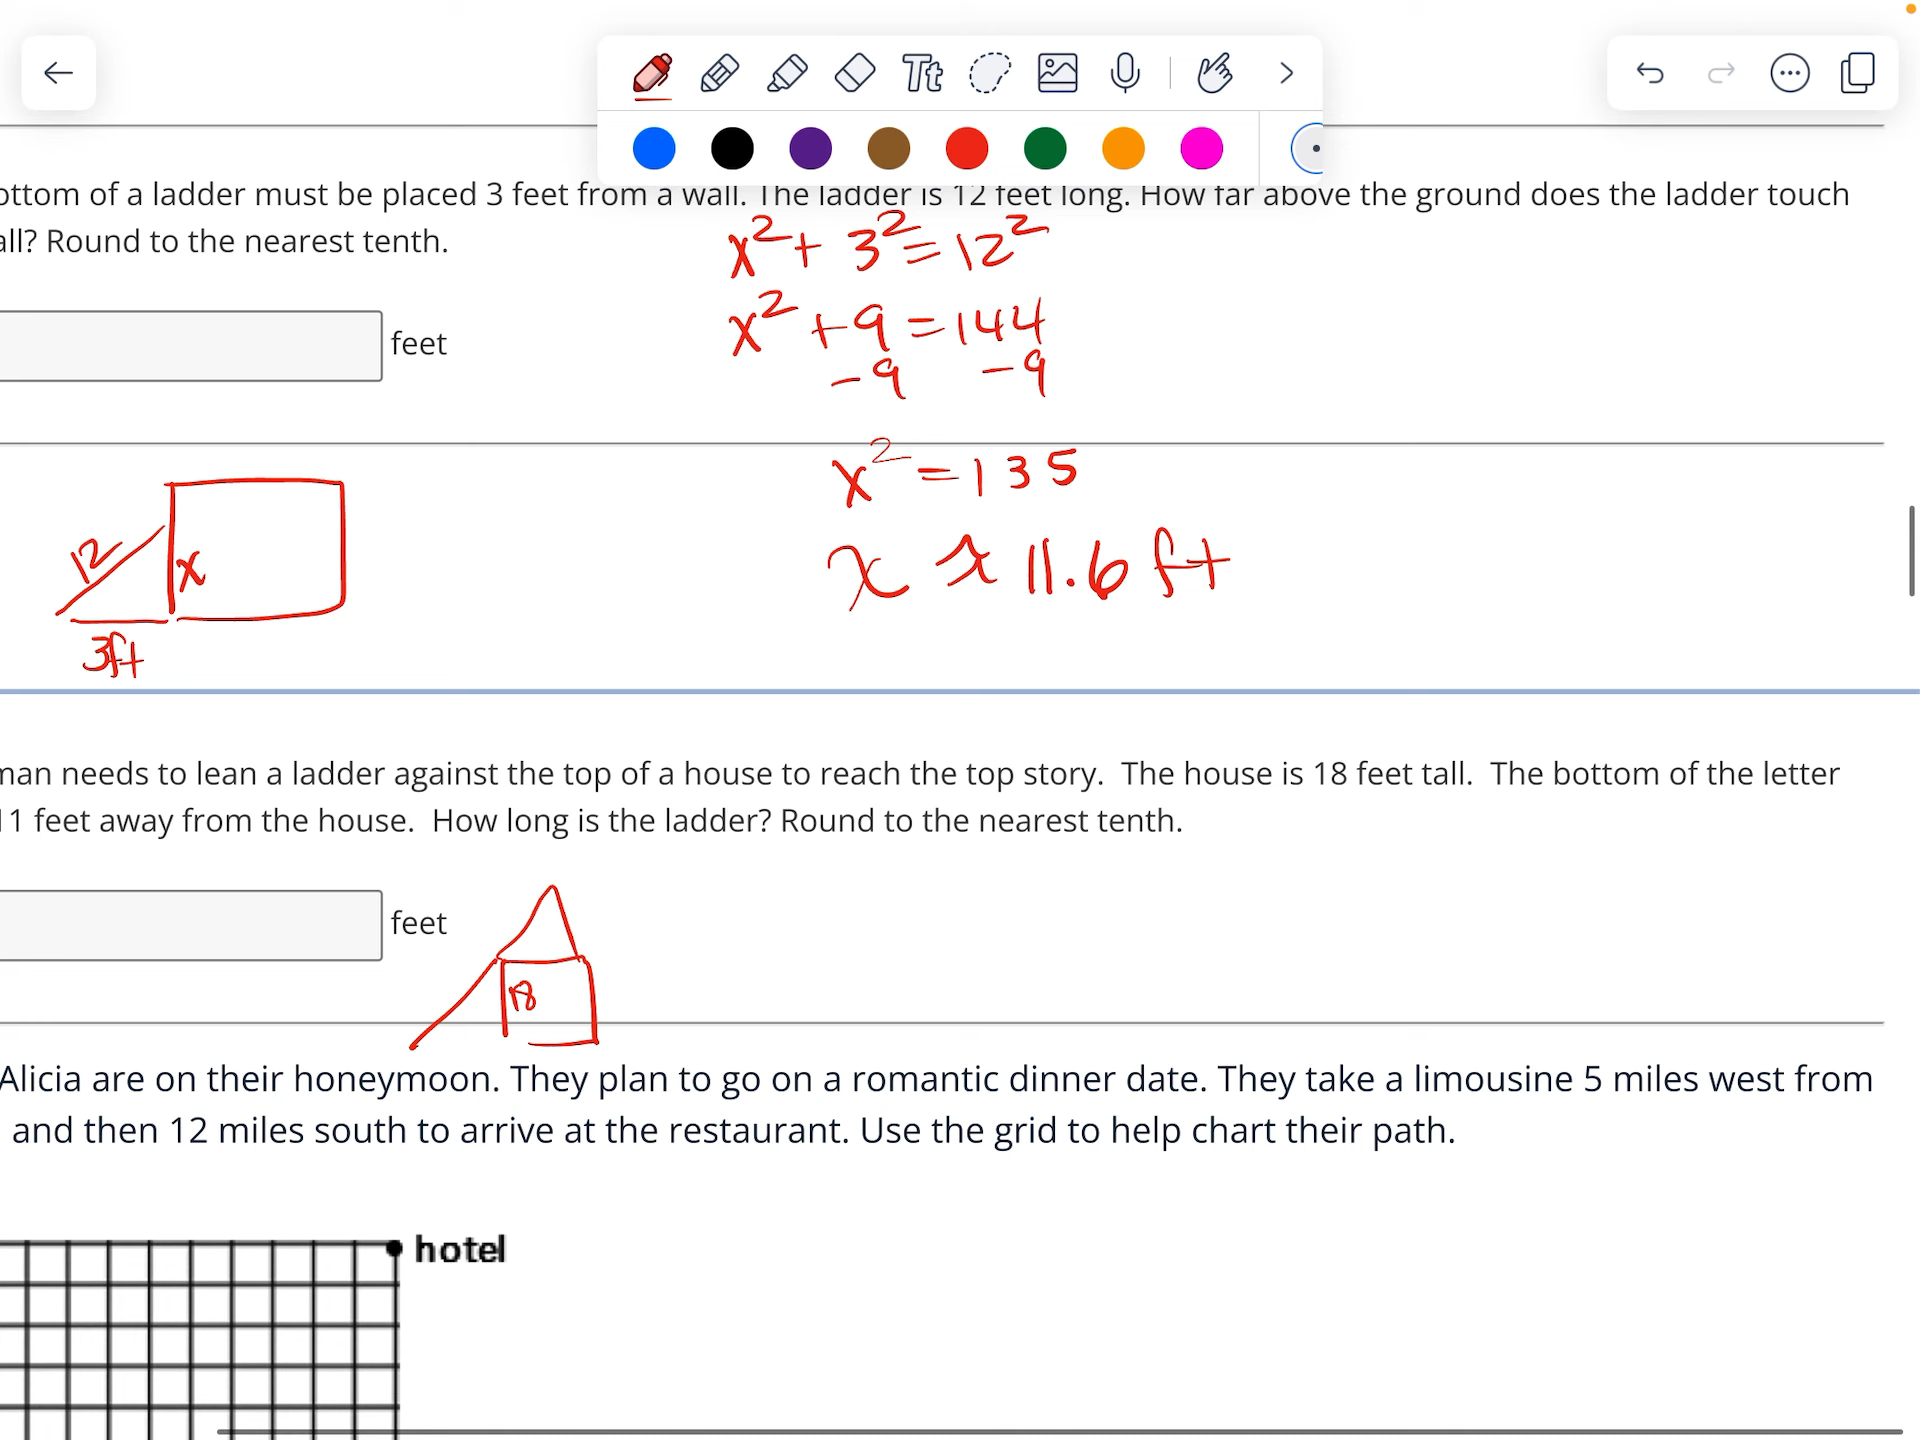 Tt
ottom of a ladder must be placed 3 feet from a wall. The ladder is 12 feet long. How far above the ground does the ladder touch
all? Round to the nearest tenth.
x² + 3² = 12²
x² + 9 = 144
-9 -9
feet
x² = 135
x ≈ 11.6 ft
12
x
3ft
man needs to lean a ladder against the top of a house to reach the top story. The house is 18 feet tall. The bottom of the letter
11 feet away from the house. How long is the ladder? Round to the nearest tenth.
feet
18
Alicia are on their honeymoon. They plan to go on a romantic dinner date. They take a limousine 5 miles west from
and then 12 miles south to arrive at the restaurant. Use the grid to help chart their path.
hotel